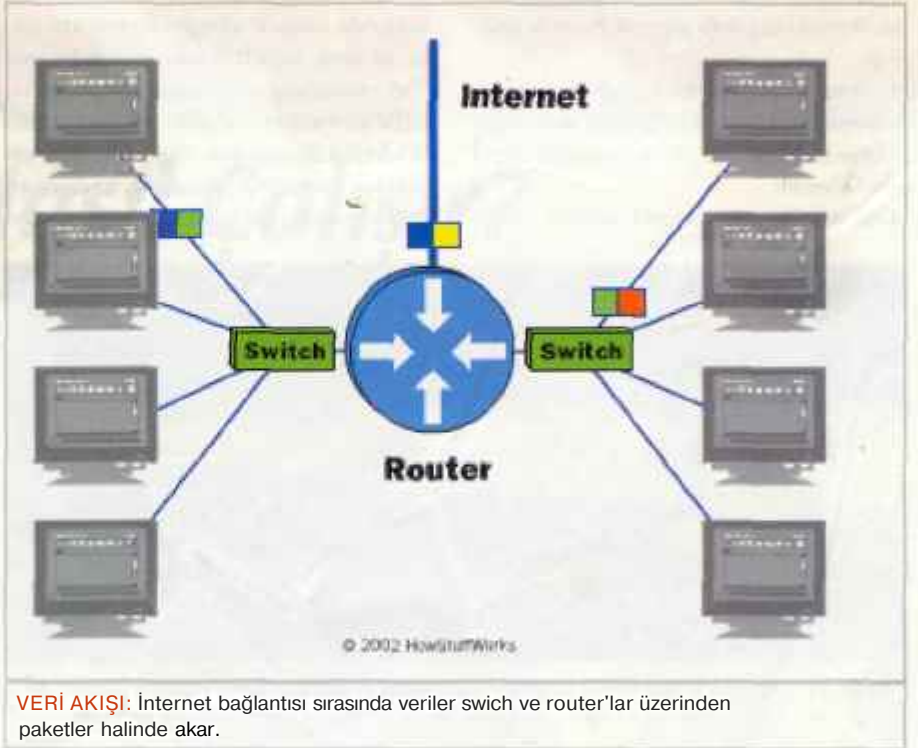 Internet
Switch
Switch
Router
© 2002 HowStuffWorks
VERİ AKIŞI: İnternet bağlantısı sırasında veriler swich ve router'lar üzerinden
paketler halinde akar.